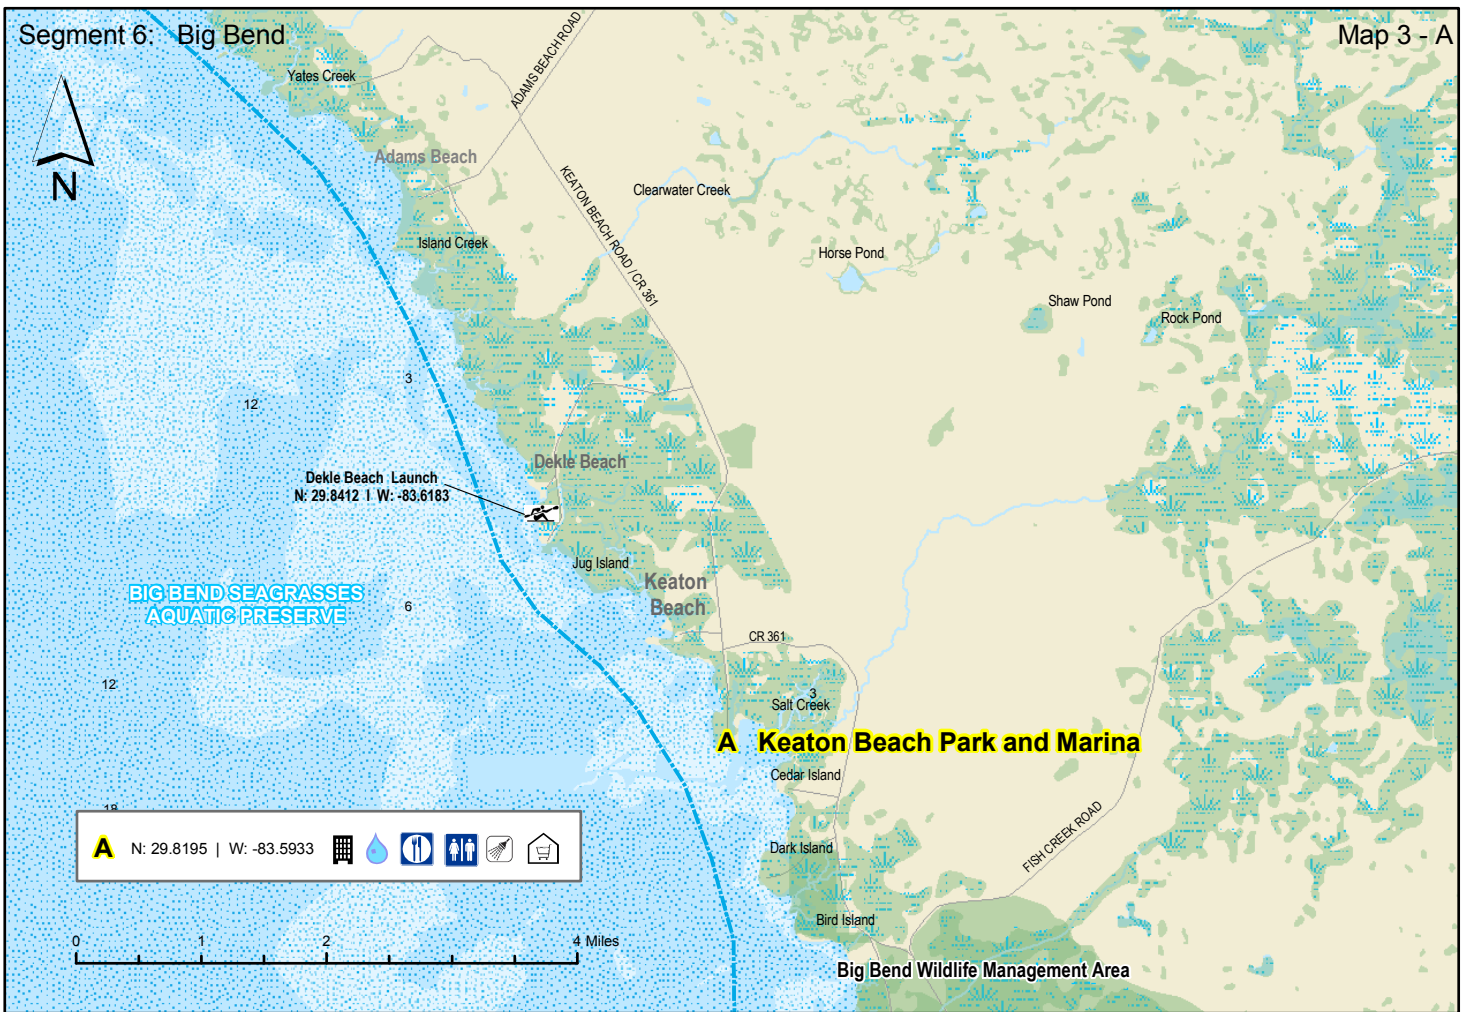 Segment 6:   Big Bend
Map 3 - A
Yates Creek
ADAMS BEACH ROAD
N
Adams Beach
KEATON BEACH ROAD / CR 361
Clearwater Creek
Island Creek
Horse Pond
Shaw Pond
Rock Pond
3
12
Dekle Beach
Dekle Beach  Launch
N: 29.8412  I  W: -83.6183
Jug Island
Keaton
Beach
BIG BEND SEAGRASSES
AQUATIC PRESERVE
6
CR 361
12
3
Salt Creek
A   Keaton Beach Park and Marina
Cedar Island
18
A   N: 29.8195  |  W: -83.5933
Dark Island
FISH CREEK ROAD
Bird Island
0 1 2 4 Miles
Big Bend Wildlife Management Area